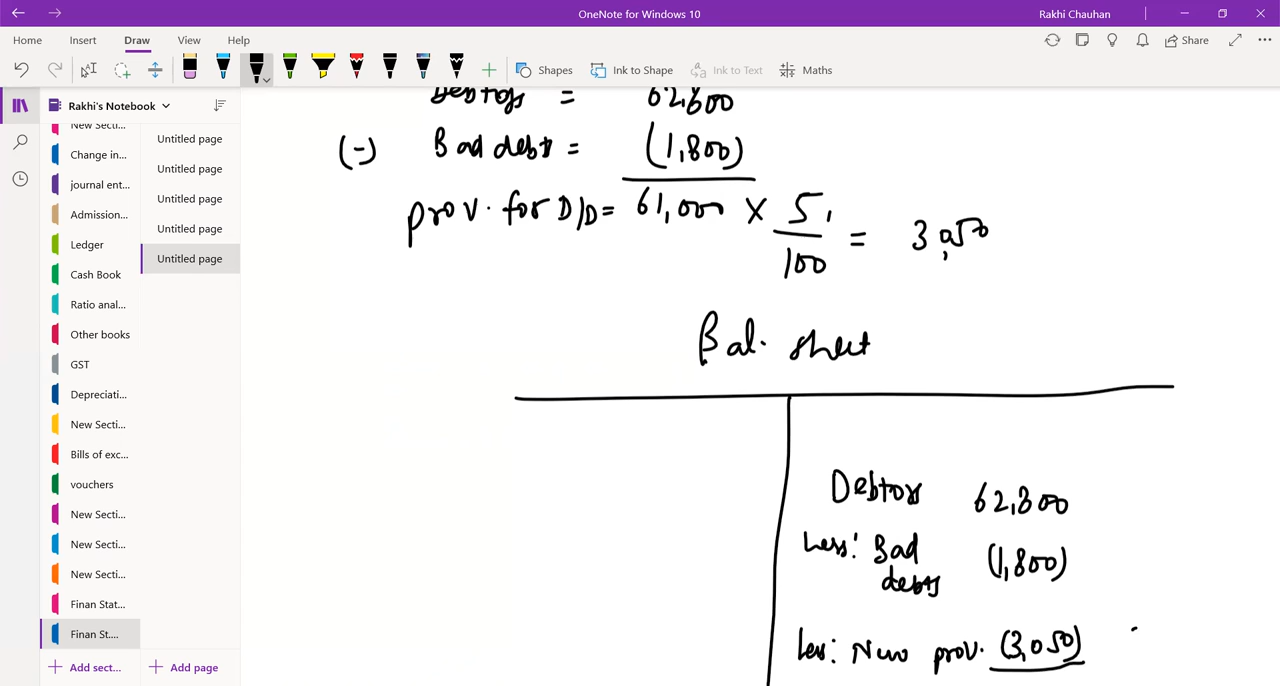 OneNote for Windows 10
Rakhi Chauhan
Home Insert Draw View Help
Share
Shapes Ink to Shape Ink to Text Maths
Rakhi's Notebook
New Secti...
Change in...
journal ent...
Admission...
Ledger
Cash Book
Ratio anal...
Other books
GST
Depreciati...
New Secti...
Bills of exc...
vouchers
New Secti...
New Secti...
New Secti...
Finan Stat...
Finan St....
Add sect...
Add page
Untitled page
Untitled page
Untitled page
Untitled page
Untitled page
Debtors = 62,800
(-) Bad debt = (1,800)
prov. for D/D = 61,000 × 5/100 = 3,050
Bal. sheet
Debtors 62,800
Less: Bad debts (1,800)
Less: New prov. (3,050)